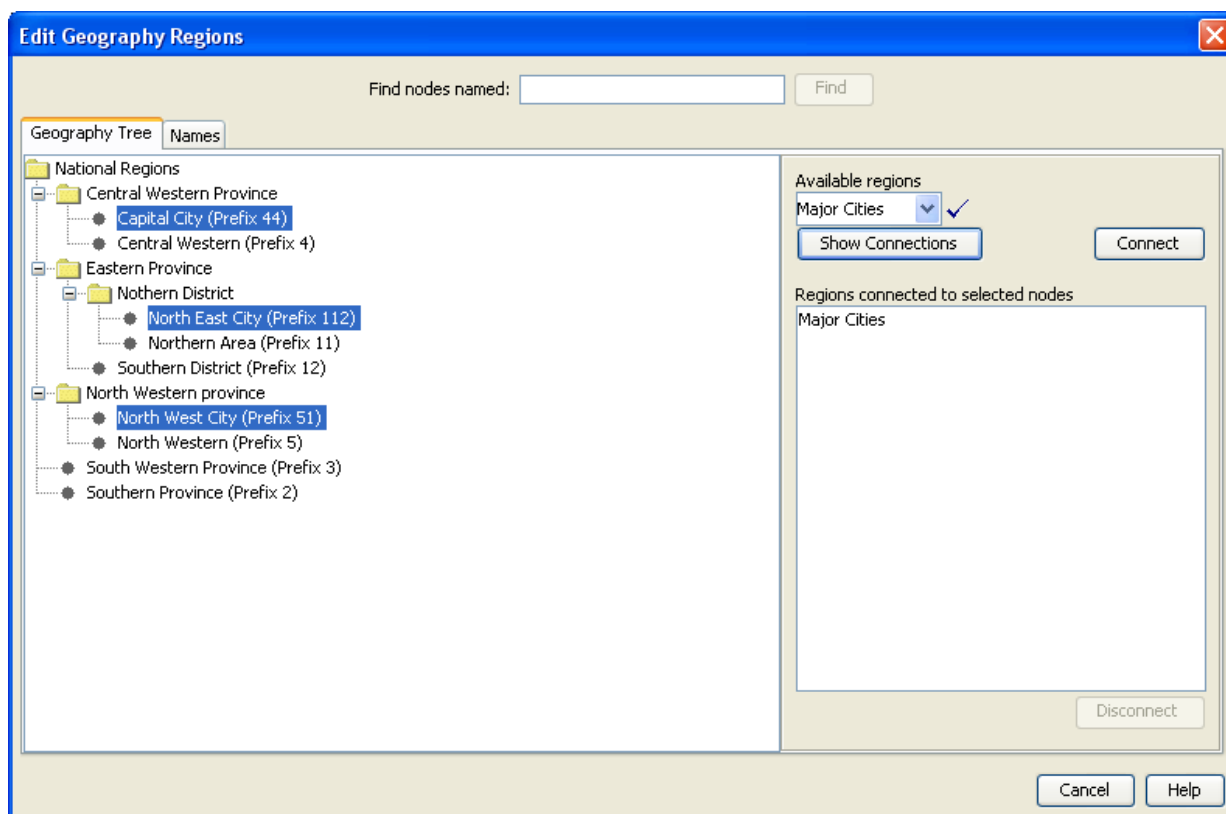 Edit Geography Regions
Find nodes named:
Find
Geography Tree
Names
National Regions
Central Western Province
Capital City (Prefix 44)
Central Western (Prefix 4)
Eastern Province
Nothern District
North East City (Prefix 112)
Northern Area (Prefix 11)
Southern District (Prefix 12)
North Western province
North West City (Prefix 51)
North Western (Prefix 5)
South Western Province (Prefix 3)
Southern Province (Prefix 2)
Available regions
Major Cities
Show Connections
Connect
Regions connected to selected nodes
Major Cities
Disconnect
Cancel
Help